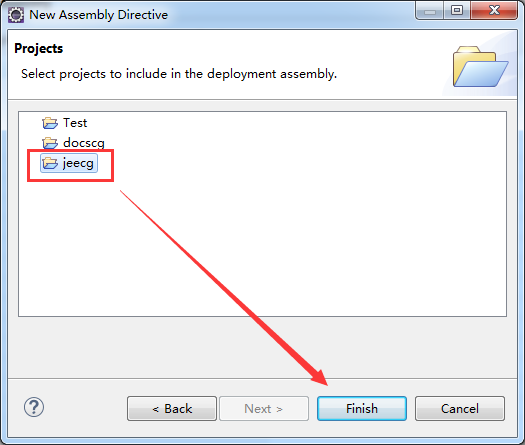 New Assembly Directive
Projects
Select projects to include in the deployment assembly.
Test
docscg
jeecg
?
< Back
Next >
Finish
Cancel